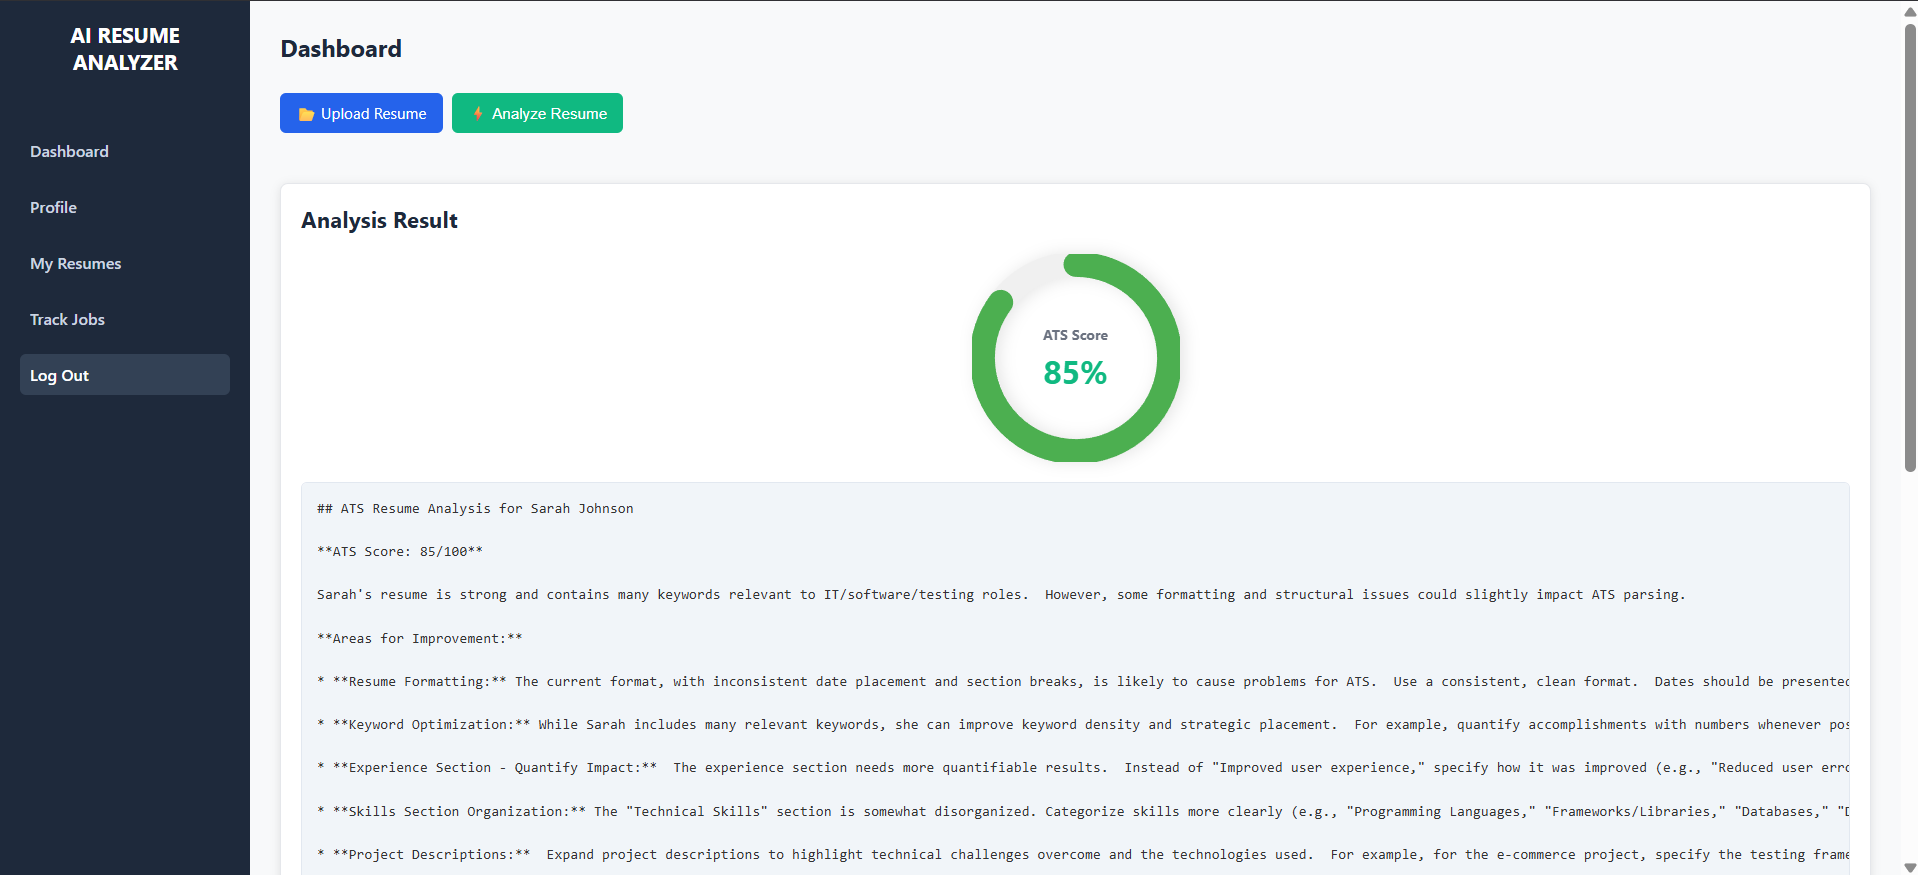 AI RESUME
ANALYZER
Dashboard
Profile
My Resumes
Track Jobs
Log Out
Dashboard
Upload Resume
Analyze Resume
Analysis Result
ATS Score
85%
## ATS Resume Analysis for Sarah Johnson
**ATS Score: 85/100**
Sarah's resume is strong and contains many keywords relevant to IT/software/testing roles.  However, some formatting and structural issues could slightly impact ATS parsing.
**Areas for Improvement:**
* **Resume Formatting:** The current format, with inconsistent date placement and section breaks, is likely to cause problems for ATS.  Use a consistent, clean format.  Dates should be presented
* **Keyword Optimization:** While Sarah includes many relevant keywords, she can improve keyword density and strategic placement.  For example, quantify accomplishments with numbers whenever pos
* **Experience Section - Quantify Impact:**  The experience section needs more quantifiable results.  Instead of "Improved user experience," specify how it was improved (e.g., "Reduced user erro
* **Skills Section Organization:** The "Technical Skills" section is somewhat disorganized. Categorize skills more clearly (e.g., "Programming Languages," "Frameworks/Libraries," "Databases," "D
* **Project Descriptions:**  Expand project descriptions to highlight technical challenges overcome and the technologies used.  For example, for the e-commerce project, specify the testing frame